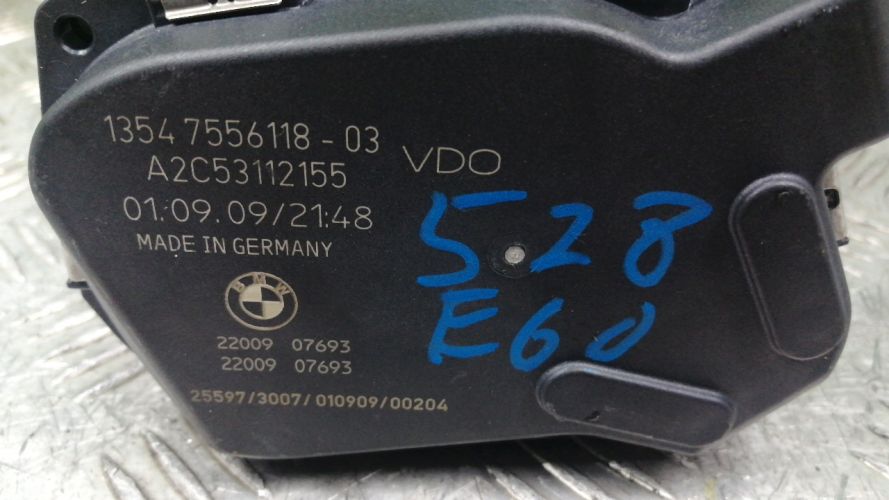 13547556118-03
VDO
A2C53112155
01.09.09/21:48
MADE IN GERMANY
528
E60
BMW
22009 07693
22009 07693
25597/3007/010909/00204